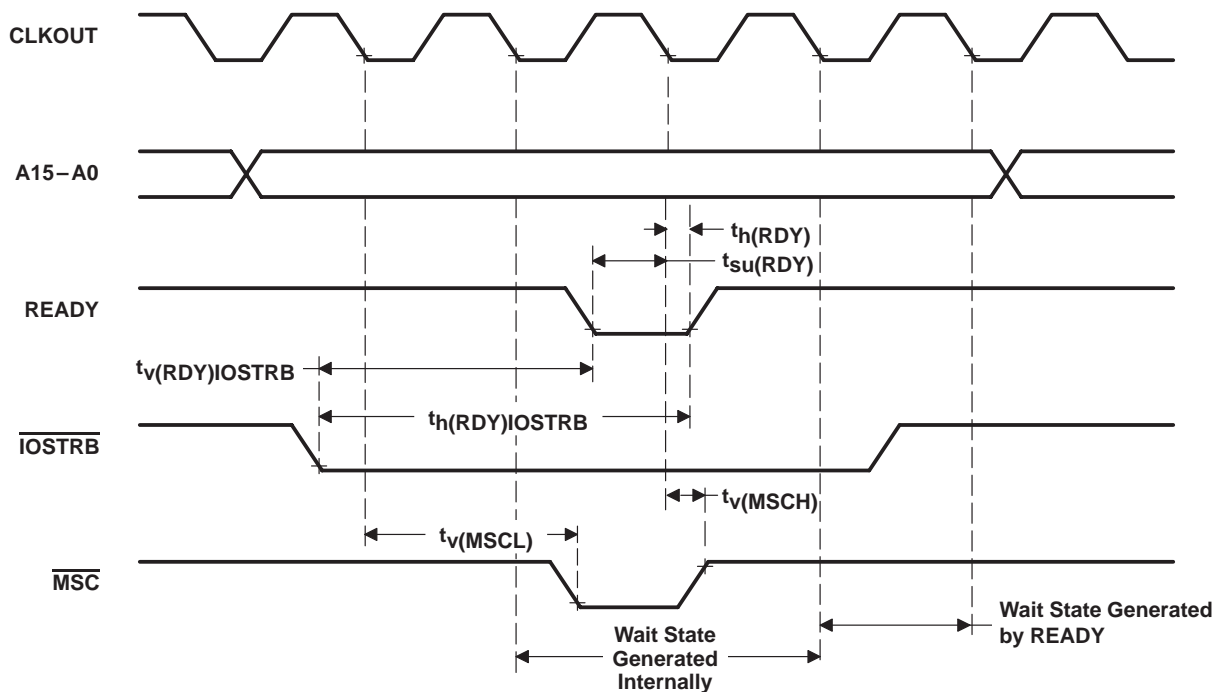 CLKOUT
A15–A0
th(RDY)
tsu(RDY)
READY
tv(RDY)IOSTRB
th(RDY)IOSTRB
IOSTRB
tv(MSCH)
tv(MSCL)
MSC
Wait State
Generated
Internally
Wait State Generated
by READY